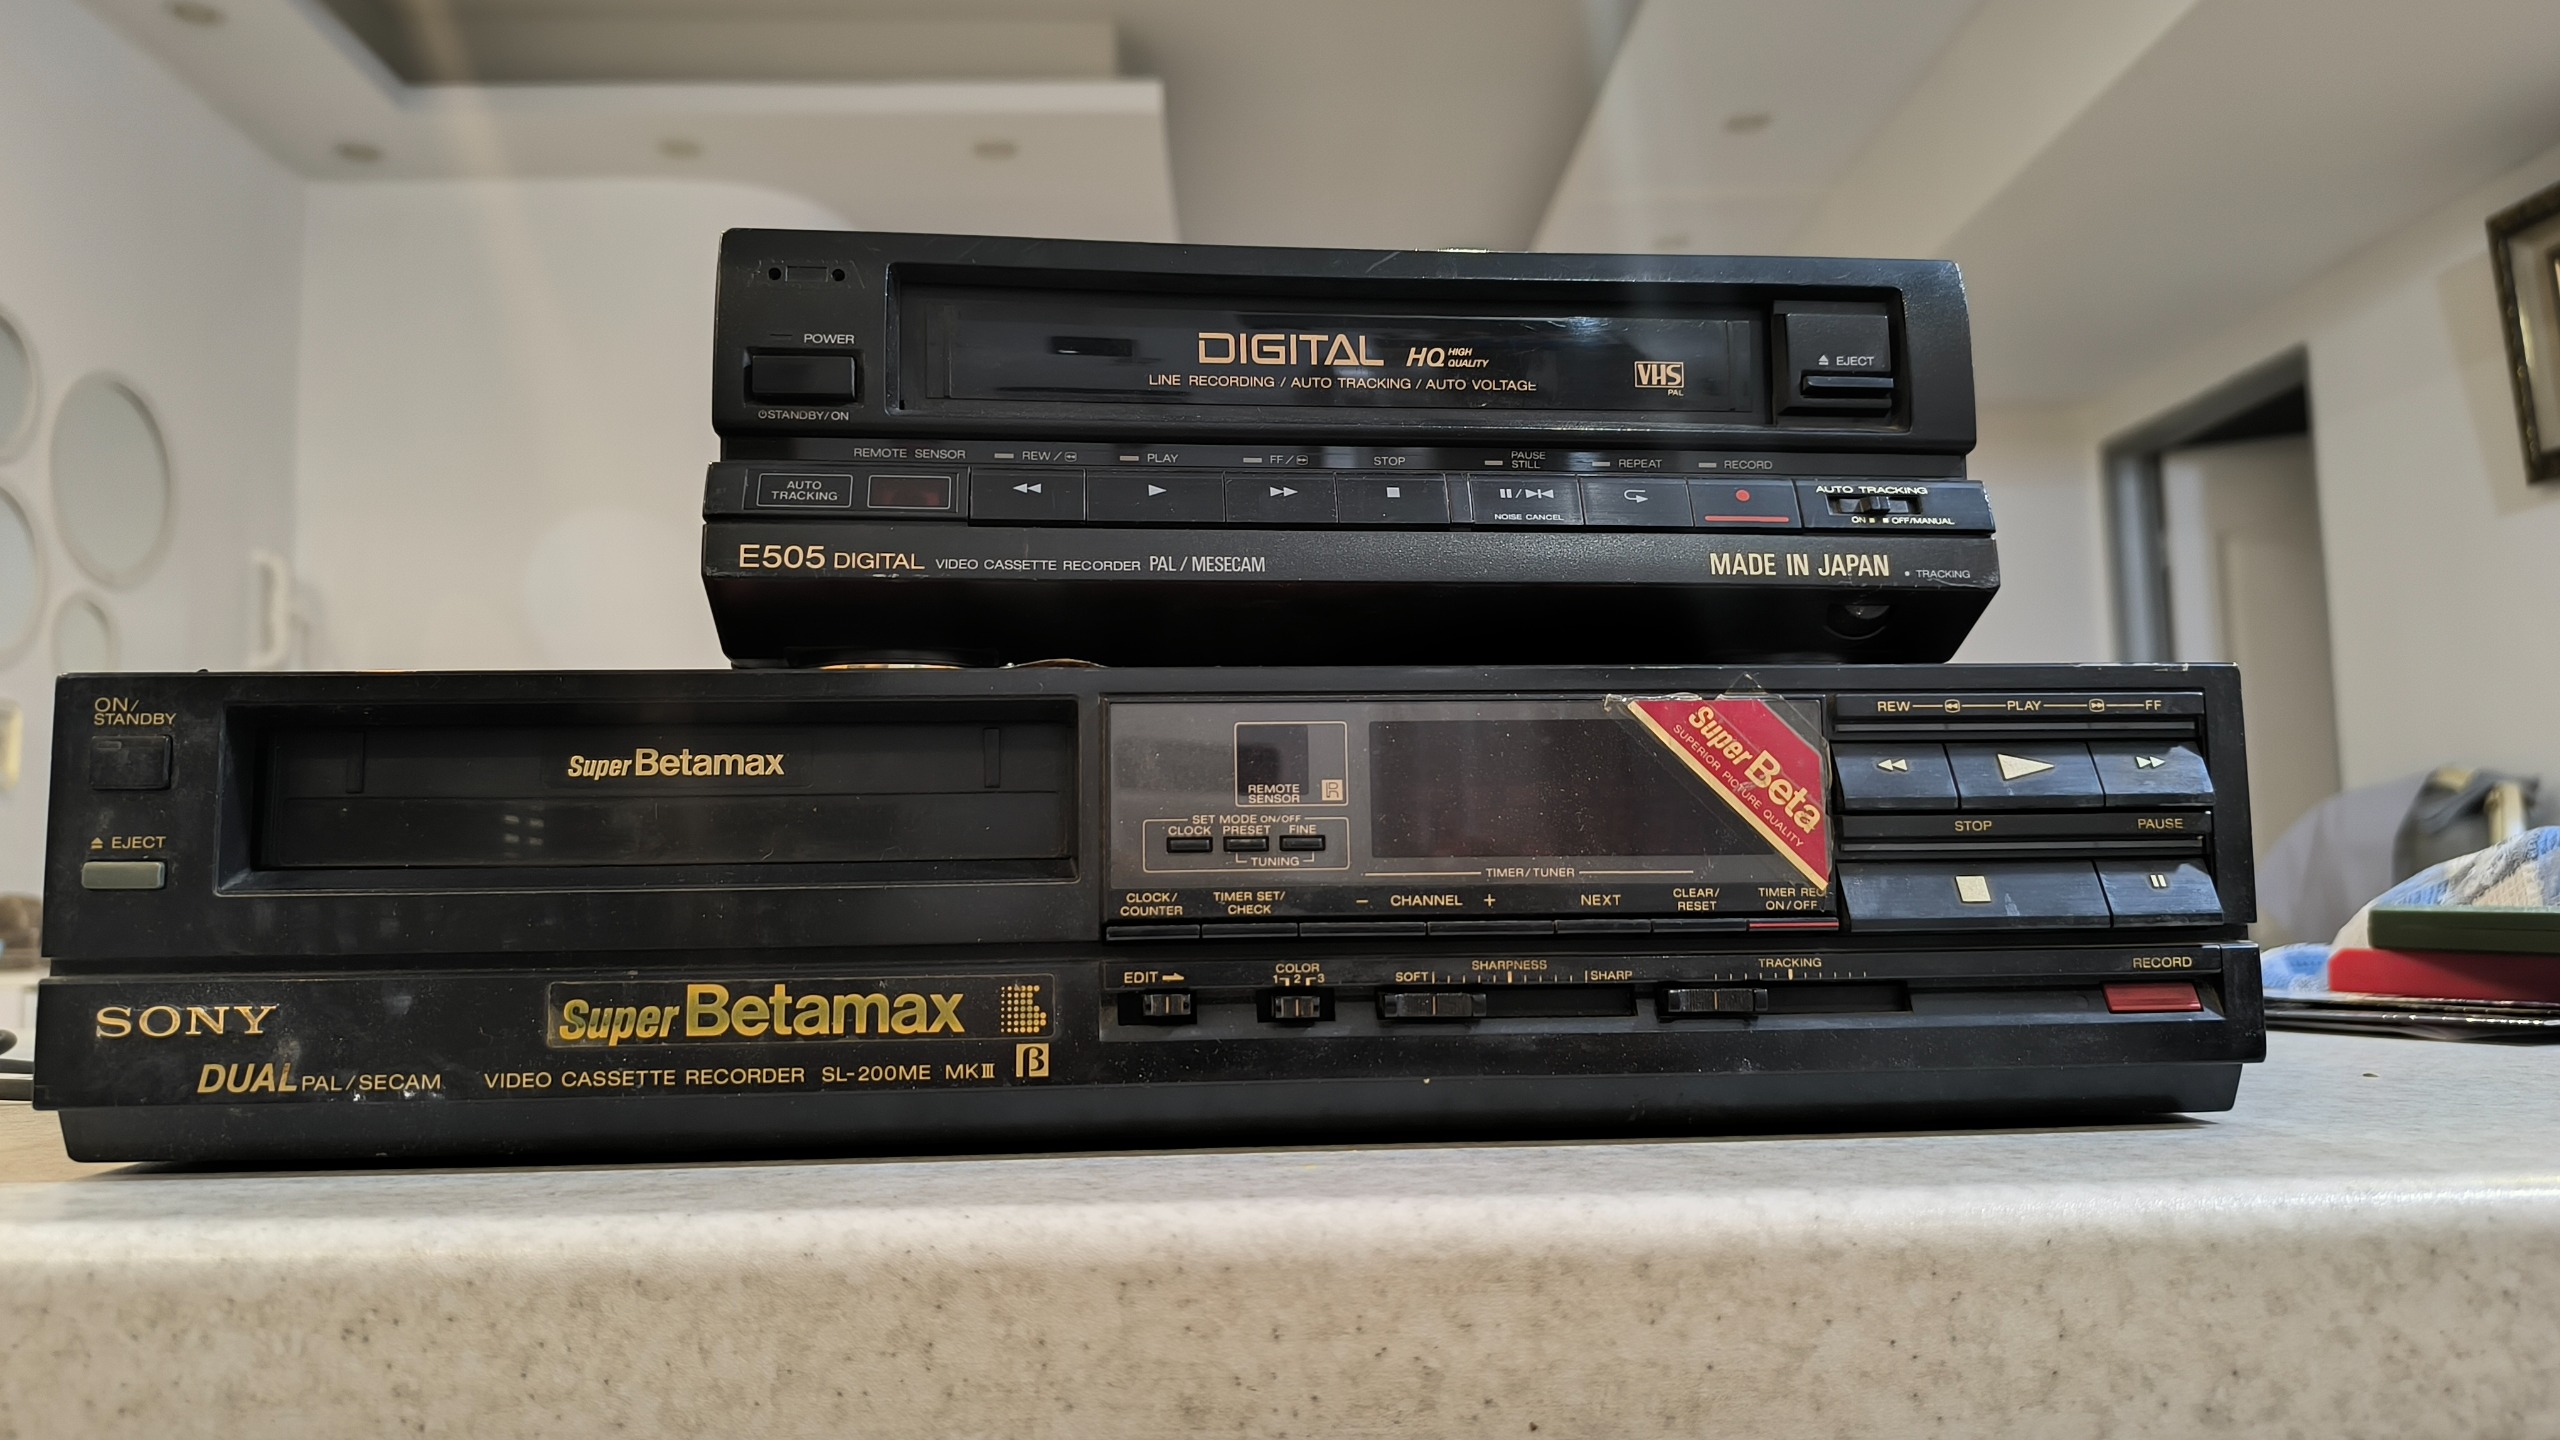 DIGITAL HQ HIGH QUALITY
LINE RECORDING / AUTO TRACKING / AUTO VOLTAGE
VHS
PAL
POWER
STANDBY/ON
EJECT
REMOTE SENSOR
REW /
PLAY
FF /
STOP
PAUSE
STILL
REPEAT
RECORD
AUTO
TRACKING
NOISE CANCEL
AUTO TRACKING
ON OFF/MANUAL
E505 DIGITAL VIDEO CASSETTE RECORDER PAL / MESECAM
MADE IN JAPAN • TRACKING
ON/
STANDBY
EJECT
Super Betamax
REMOTE
SENSOR
R
SET MODE ON/OFF
CLOCK PRESET FINE
TUNING
TIMER/TUNER
Super Beta
SUPERIOR PICTURE QUALITY
CLOCK/
COUNTER
TIMER SET/
CHECK
− CHANNEL +
NEXT
CLEAR/
RESET
TIMER REC
ON/OFF
REW PLAY FF
STOP PAUSE
EDIT
COLOR
1 2 3
SHARPNESS
SOFT SHARP
TRACKING
RECORD
SONY
Super Betamax
DUAL PAL/SECAM VIDEO CASSETTE RECORDER SL-200ME MKIII β